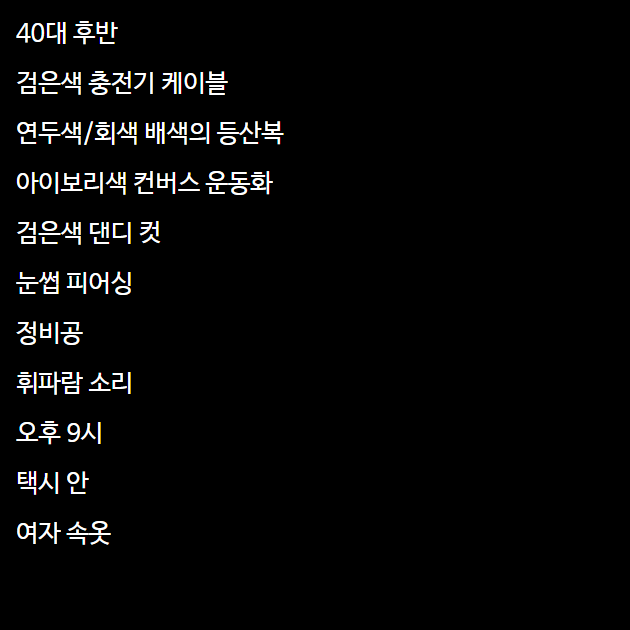 40대 후반
검은색 충전기 케이블
연두색/회색 배색의 등산복
아이보리색 컨버스 운동화
검은색 댄디 컷
눈썹 피어싱
정비공
휘파람 소리
오후 9시
택시 안
여자 속옷